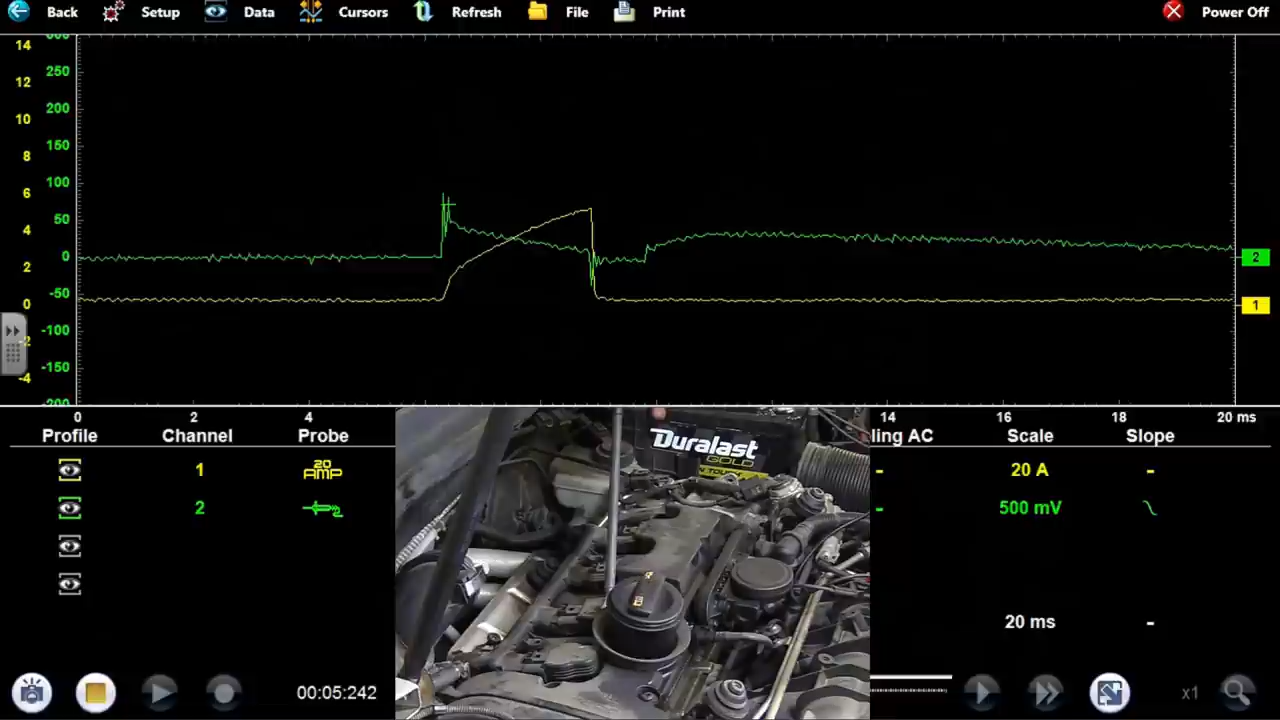 Back Setup Data Cursors Refresh File Print Power Off
14
12
10
8
6
4
2
0
-2
-4
300
250
200
150
100
50
0
-50
-100
-150
-200
2
1
0 2 4 14 16 18 20 ms
Profile Channel Probe ling AC Scale Slope
1 20 AMP - 20 A -
2 - 500 mV
20 ms -
00:05:242 x1
Duralast
GOLD